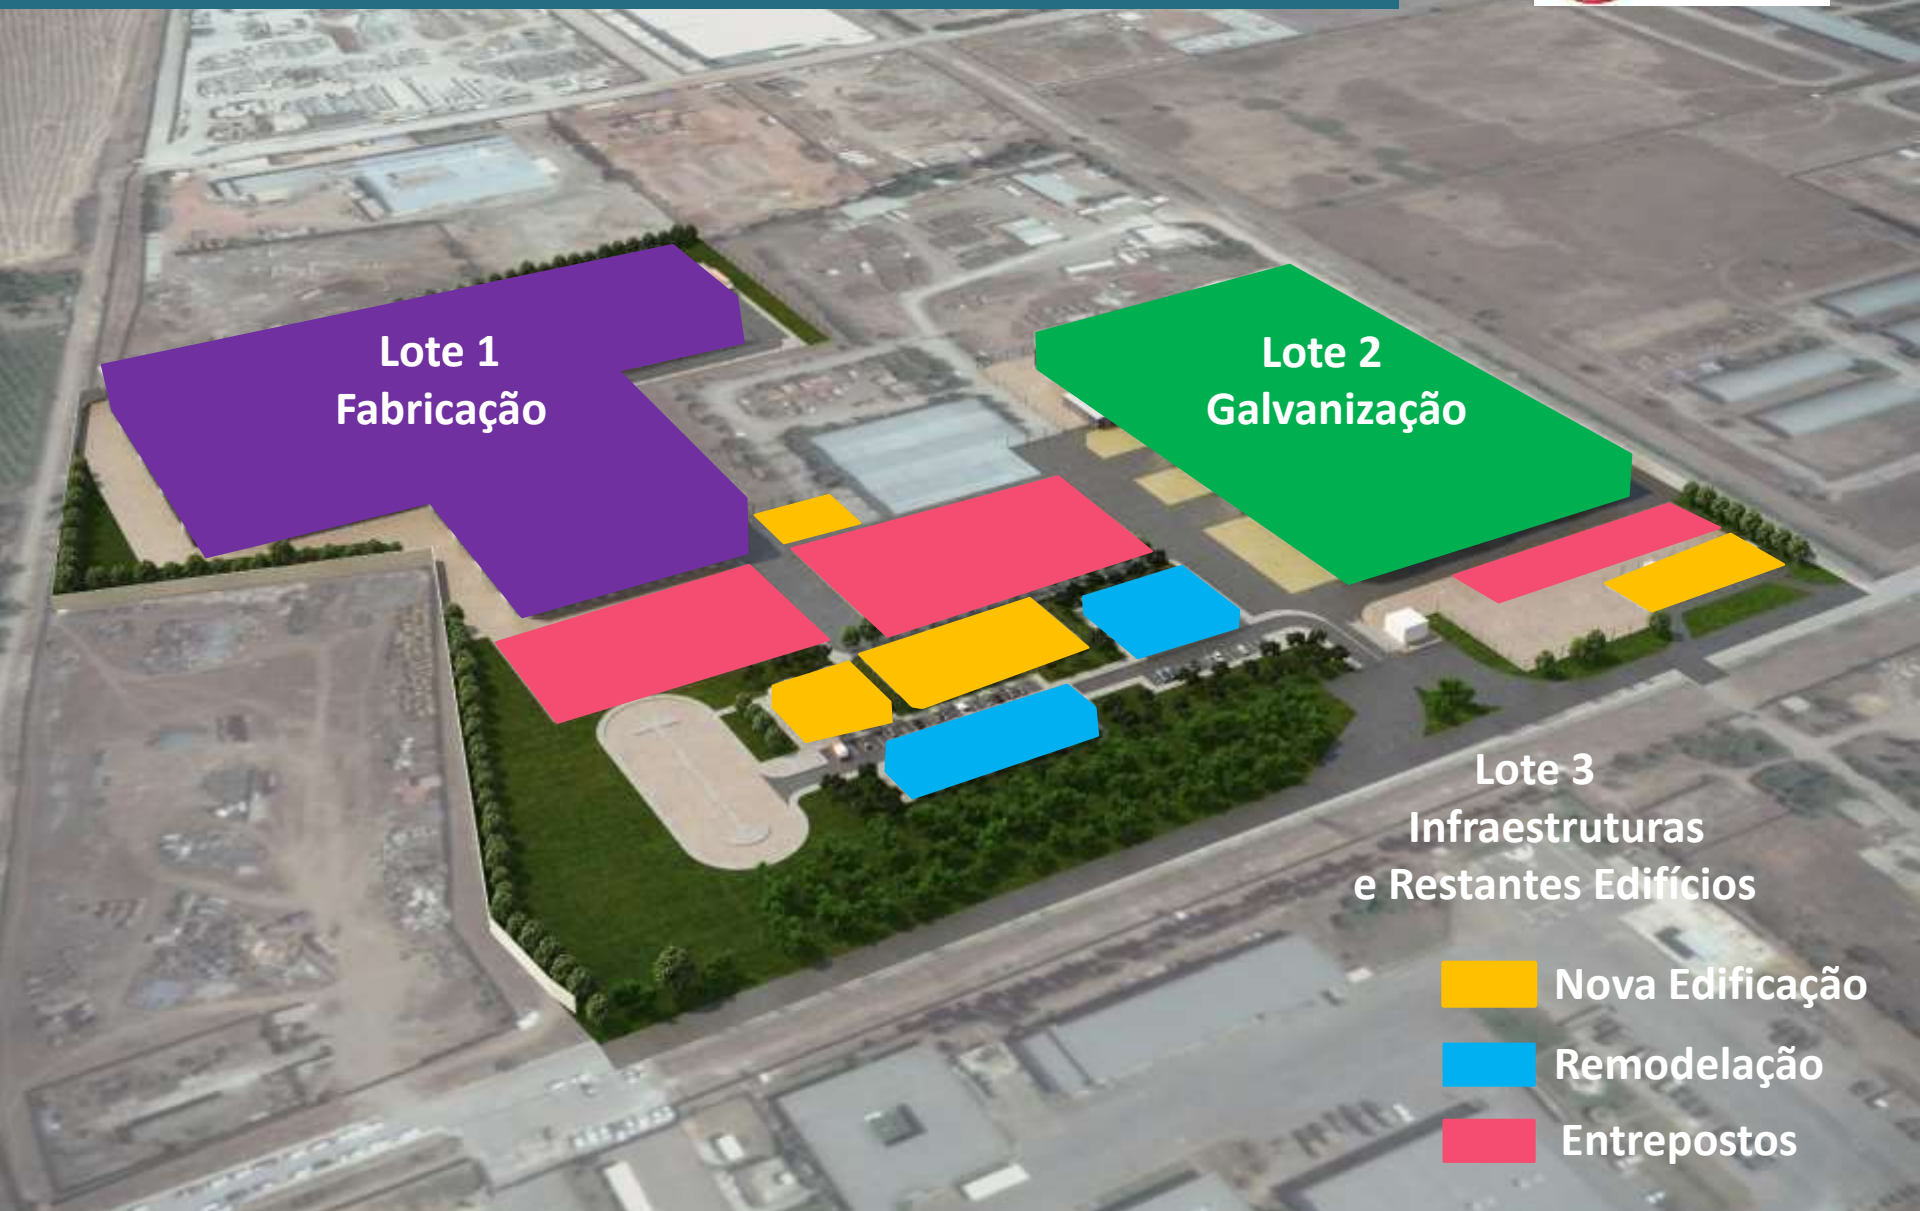 Lote 1
Fabricação
Lote 2
Galvanização
Lote 3
Infraestruturas
e Restantes Edifícios
Nova Edificação
Remodelação
Entrepostos